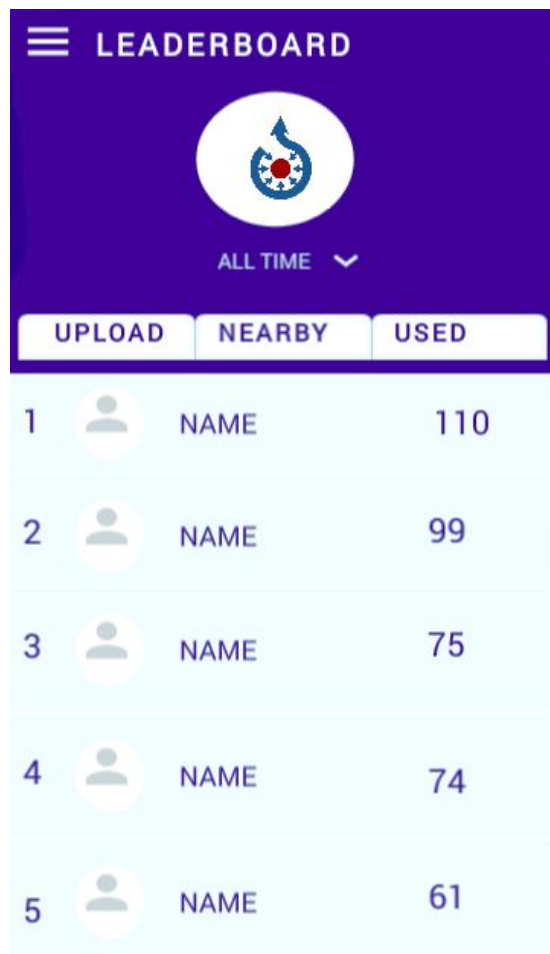 LEADERBOARD
ALL TIME
UPLOAD NEARBY USED
1 NAME 110
2 NAME 99
3 NAME 75
4 NAME 74
5 NAME 61